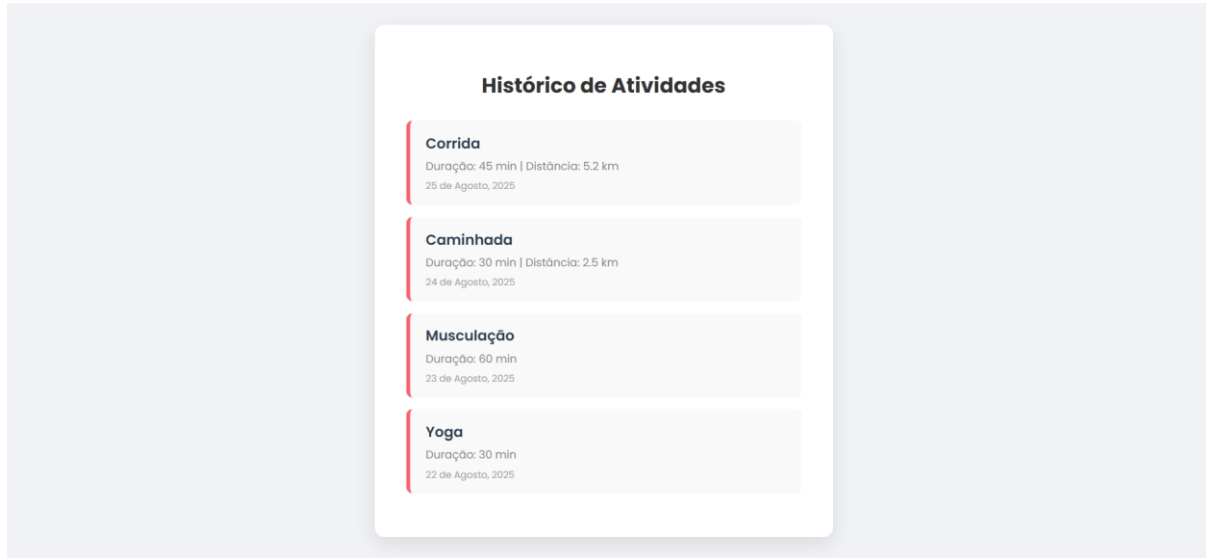 Histórico de Atividades
Corrida
Duração: 45 min | Distância: 5.2 km
25 de Agosto, 2025
Caminhada
Duração: 30 min | Distância: 2.5 km
24 de Agosto, 2025
Musculação
Duração: 60 min
23 de Agosto, 2025
Yoga
Duração: 30 min
22 de Agosto, 2025